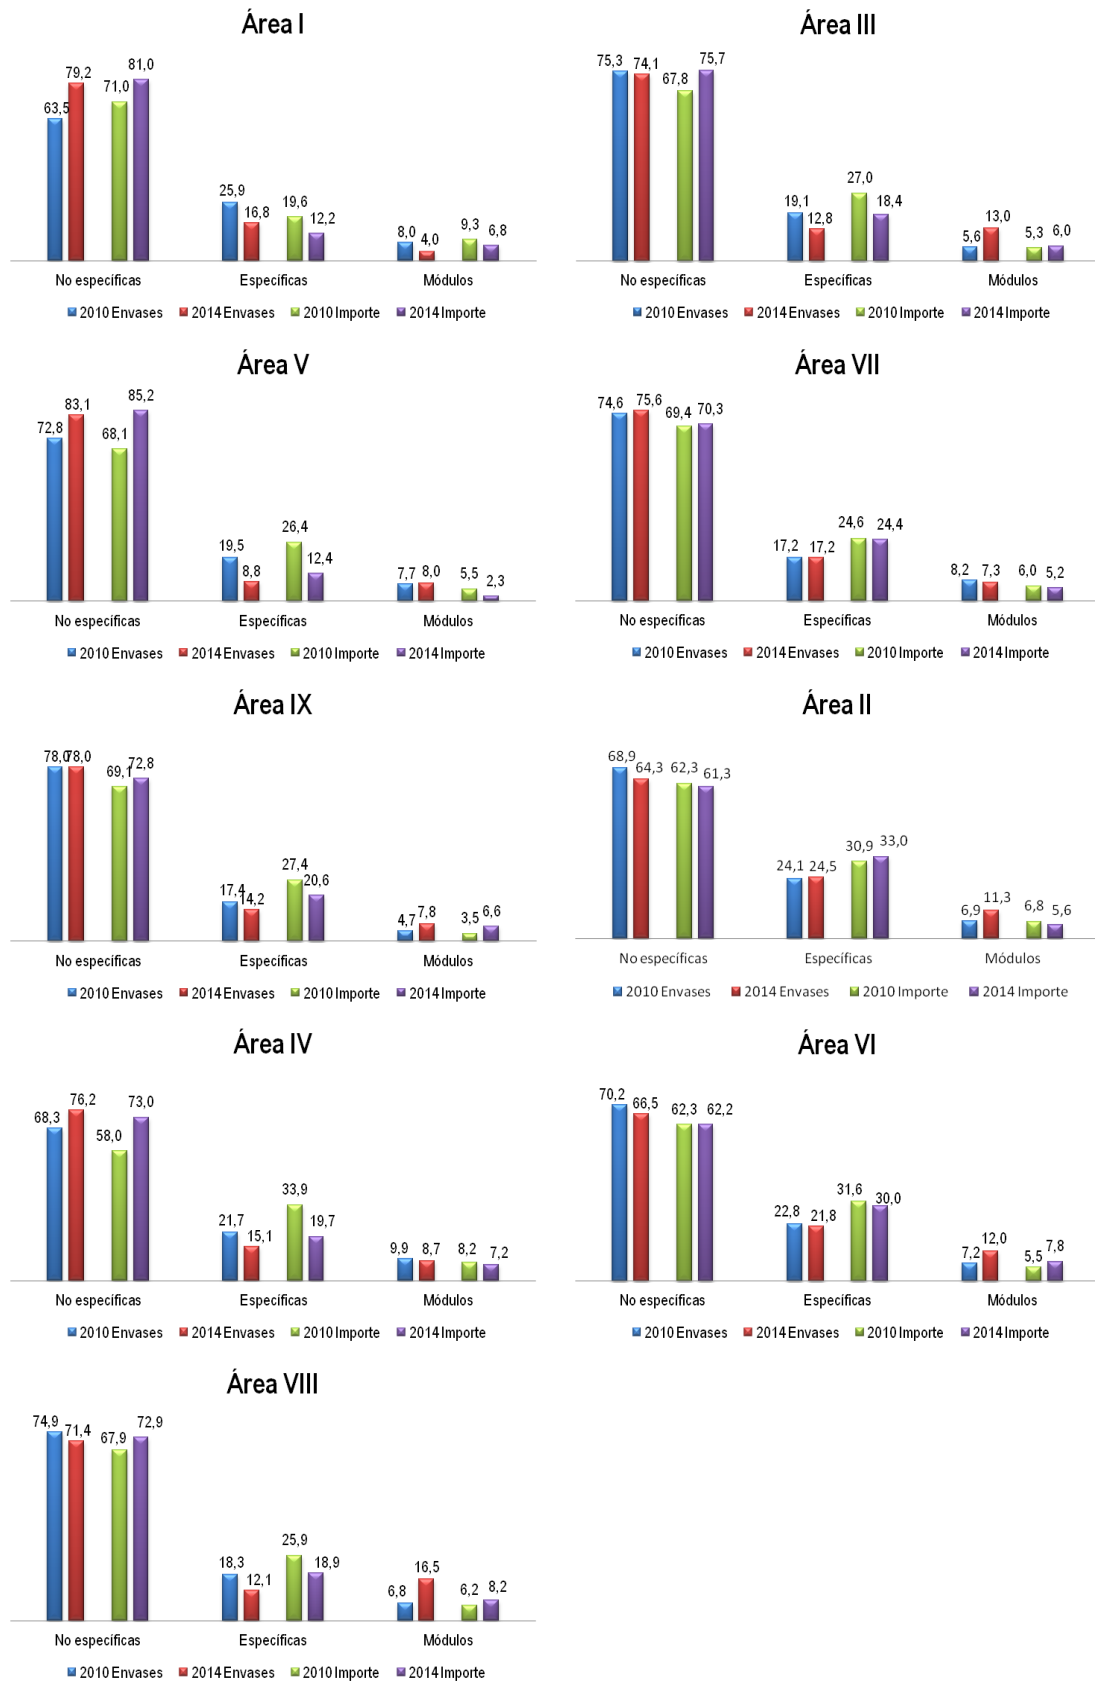 Área I
63,5 79,2 71,0 81,0
25,9 16,8 19,6 12,2
8,0 4,0 9,3 6,8
No específicas Específicas Módulos
2010 Envases 2014 Envases 2010 Importe 2014 Importe
Área III
75,3 74,1 67,8 75,7
19,1 12,8 27,0 18,4
5,6 13,0 5,3 6,0
No específicas Específicas Módulos
2010 Envases 2014 Envases 2010 Importe 2014 Importe
Área V
72,8 83,1 68,1 85,2
19,5 8,8 26,4 12,4
7,7 8,0 5,5 2,3
No específicas Específicas Módulos
2010 Envases 2014 Envases 2010 Importe 2014 Importe
Área VII
74,6 75,6 69,4 70,3
17,2 17,2 24,6 24,4
8,2 7,3 6,0 5,2
No específicas Específicas Módulos
2010 Envases 2014 Envases 2010 Importe 2014 Importe
Área IX
78,0 78,0 69,1 72,8
17,4 14,2 27,4 20,6
4,7 7,8 3,5 6,6
No específicas Específicas Módulos
2010 Envases 2014 Envases 2010 Importe 2014 Importe
Área II
68,9 64,3 62,3 61,3
24,1 24,5 30,9 33,0
6,9 11,3 6,8 5,6
No específicas Específicas Módulos
2010 Envases 2014 Envases 2010 Importe 2014 Importe
Área IV
68,3 76,2 58,0 73,0
21,7 15,1 33,9 19,7
9,9 8,7 8,2 7,2
No específicas Específicas Módulos
2010 Envases 2014 Envases 2010 Importe 2014 Importe
Área VI
70,2 66,5 62,3 62,2
22,8 21,8 31,6 30,0
7,2 12,0 5,5 7,8
No específicas Específicas Módulos
2010 Envases 2014 Envases 2010 Importe 2014 Importe
Área VIII
74,9 71,4 67,9 72,9
18,3 12,1 25,9 18,9
6,8 16,5 6,2 8,2
No específicas Específicas Módulos
2010 Envases 2014 Envases 2010 Importe 2014 Importe